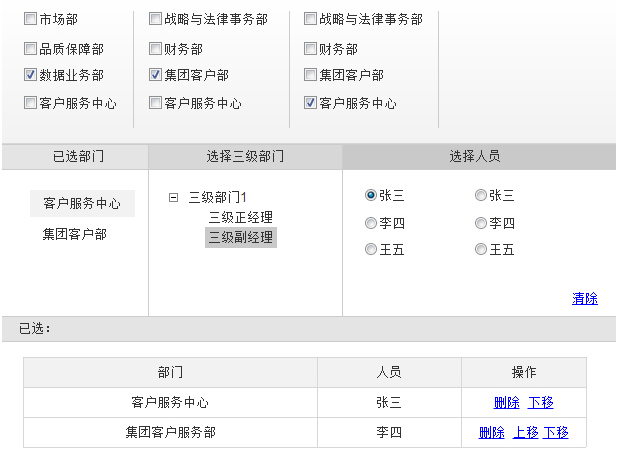 市场部 战略与法律事务部 战略与法律事务部
品质保障部 财务部 财务部
数据业务部 集团客户部 集团客户部
客户服务中心 客户服务中心 客户服务中心
已选部门 选择三级部门 选择人员
三级部门1 张三 张三
客户服务中心
三级正经理 李四 李四
集团客户部 三级副经理
王五 王五
清除
已选：
部门 人员 操作
客户服务中心 张三 删除 下移
集团客户服务部 李四 删除 上移 下移